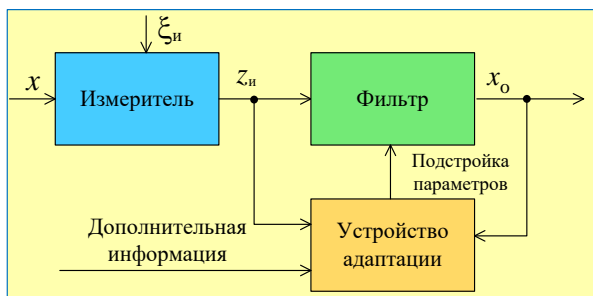 ξи
x
Измеритель
zи
Фильтр
xо
Подстройка
параметров
Дополнительная
информация
Устройство
адаптации